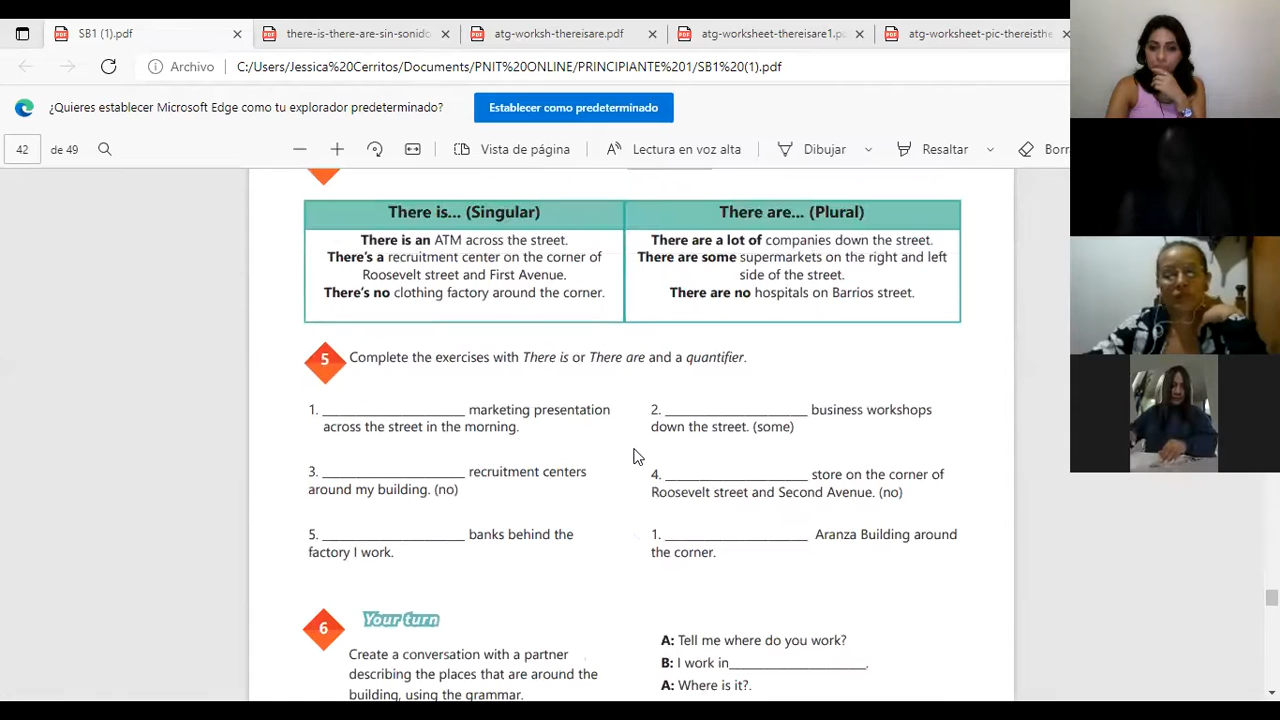 SB1 (1).pdf
there-is-there-are-sin-sonido
atg-worksh-thereisare.pdf
atg-worksheet-thereisare1.p
atg-worksheet-pic-thereisthe
Archivo
C:/Users/Jessica%20Cerritos/Documents/PNIT%20ONLINE/PRINCIPIANTE%201/SB1%20(1).pdf
¿Quieres establecer Microsoft Edge como tu explorador predeterminado?
Establecer como predeterminado
42 de 49
Vista de página
Lectura en voz alta
Dibujar
Resaltar
Borr
There is... (Singular)
There are... (Plural)
There is an ATM across the street.
There's a recruitment center on the corner of
Roosevelt street and First Avenue.
There's no clothing factory around the corner.
There are a lot of companies down the street.
There are some supermarkets on the right and left
side of the street.
There are no hospitals on Barrios street.
5 Complete the exercises with There is or There are and a quantifier.
1. ____________________ marketing presentation
across the street in the morning.
2. ____________________ business workshops
down the street. (some)
3. ____________________ recruitment centers
around my building. (no)
4. ____________________ store on the corner of
Roosevelt street and Second Avenue. (no)
5. ____________________ banks behind the
factory I work.
1. ____________________ Aranza Building around
the corner.
6 Your turn
Create a conversation with a partner
describing the places that are around the
building, using the grammar.
A: Tell me where do you work?
B: I work in____________________.
A: Where is it?.